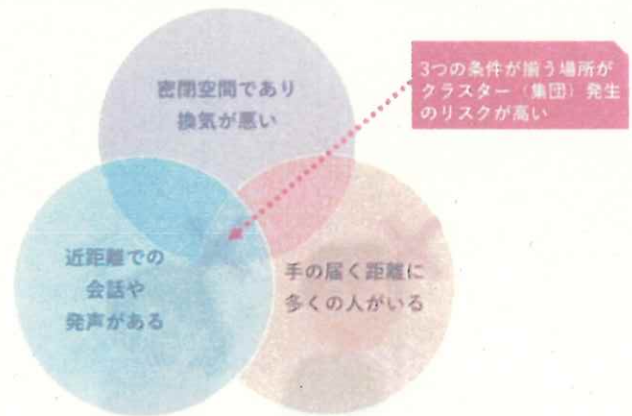 密閉空間であり
換気が悪い
3つの条件が揃う場所が
クラスター（集団）発生
のリスクが高い
近距離での
会話や
発声がある
手の届く距離に
多くの人がいる